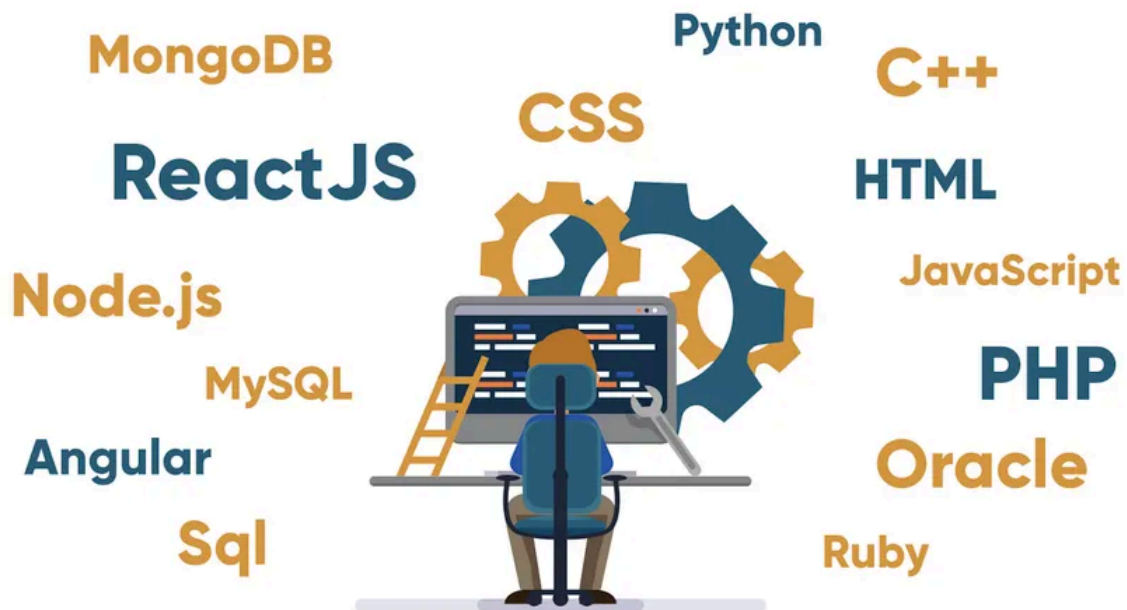 Python
MongoDB
C++
CSS
ReactJS
HTML
JavaScript
Node.js
PHP
MySQL
Angular
Oracle
Sql
Ruby